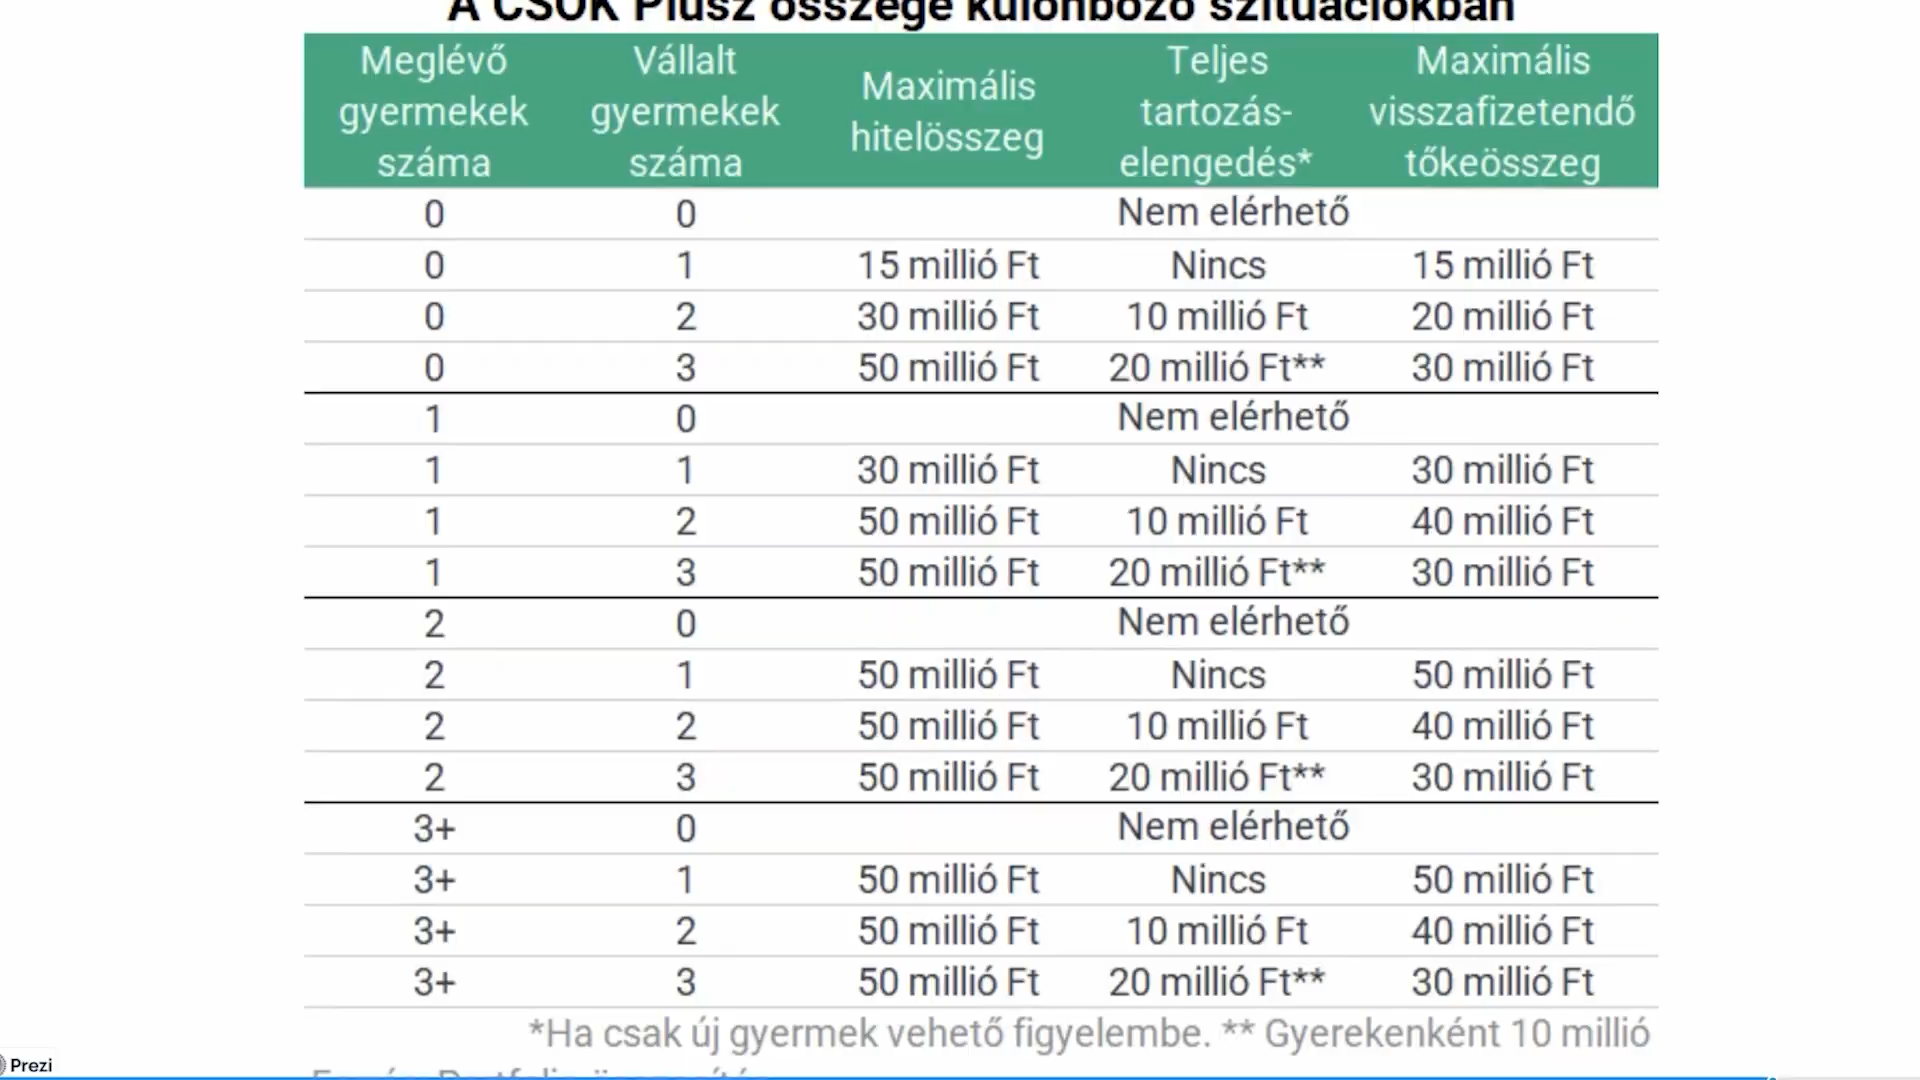 A CSOK Plusz összege különböző szituációkban
Meglévő gyermekek száma Vállalt gyermekek száma Maximális hitelösszeg Teljes tartozás-elengedés* Maximális visszafizetendő tőkeösszeg
0 0 Nem elérhető
0 1 15 millió Ft Nincs 15 millió Ft
0 2 30 millió Ft 10 millió Ft 20 millió Ft
0 3 50 millió Ft 20 millió Ft** 30 millió Ft
1 0 Nem elérhető
1 1 30 millió Ft Nincs 30 millió Ft
1 2 50 millió Ft 10 millió Ft 40 millió Ft
1 3 50 millió Ft 20 millió Ft** 30 millió Ft
2 0 Nem elérhető
2 1 50 millió Ft Nincs 50 millió Ft
2 2 50 millió Ft 10 millió Ft 40 millió Ft
2 3 50 millió Ft 20 millió Ft** 30 millió Ft
3+ 0 Nem elérhető
3+ 1 50 millió Ft Nincs 50 millió Ft
3+ 2 50 millió Ft 10 millió Ft 40 millió Ft
3+ 3 50 millió Ft 20 millió Ft** 30 millió Ft
*Ha csak új gyermek vehető figyelembe. ** Gyerekenként 10 millió
Prezi